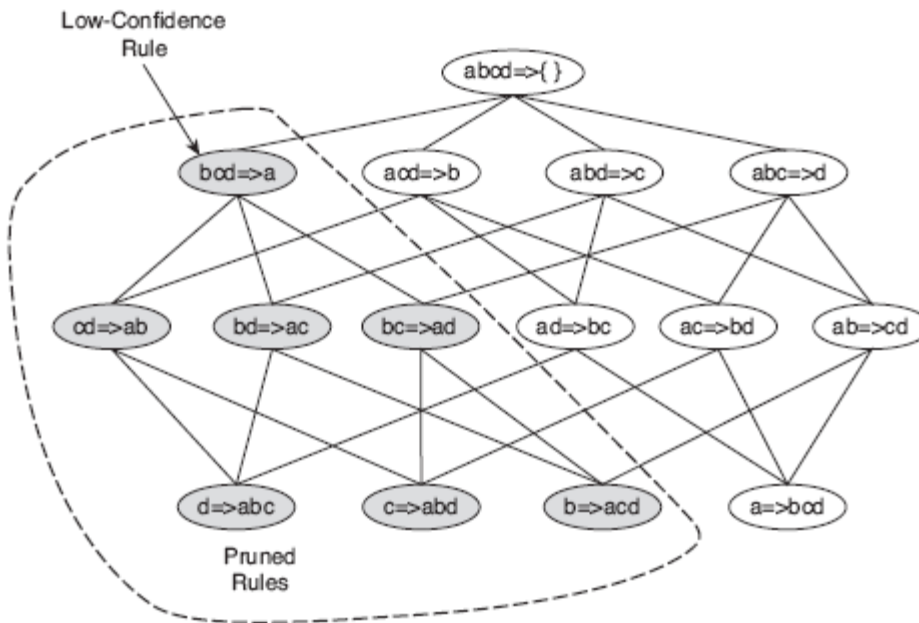 Low-Confidence
Rule
abcd=>{ }
bcd=>a
acd=>b
abd=>c
abc=>d
cd=>ab
bd=>ac
bc=>ad
ad=>bc
ac=>bd
ab=>cd
d=>abc
c=>abd
b=>acd
a=>bcd
Pruned
Rules